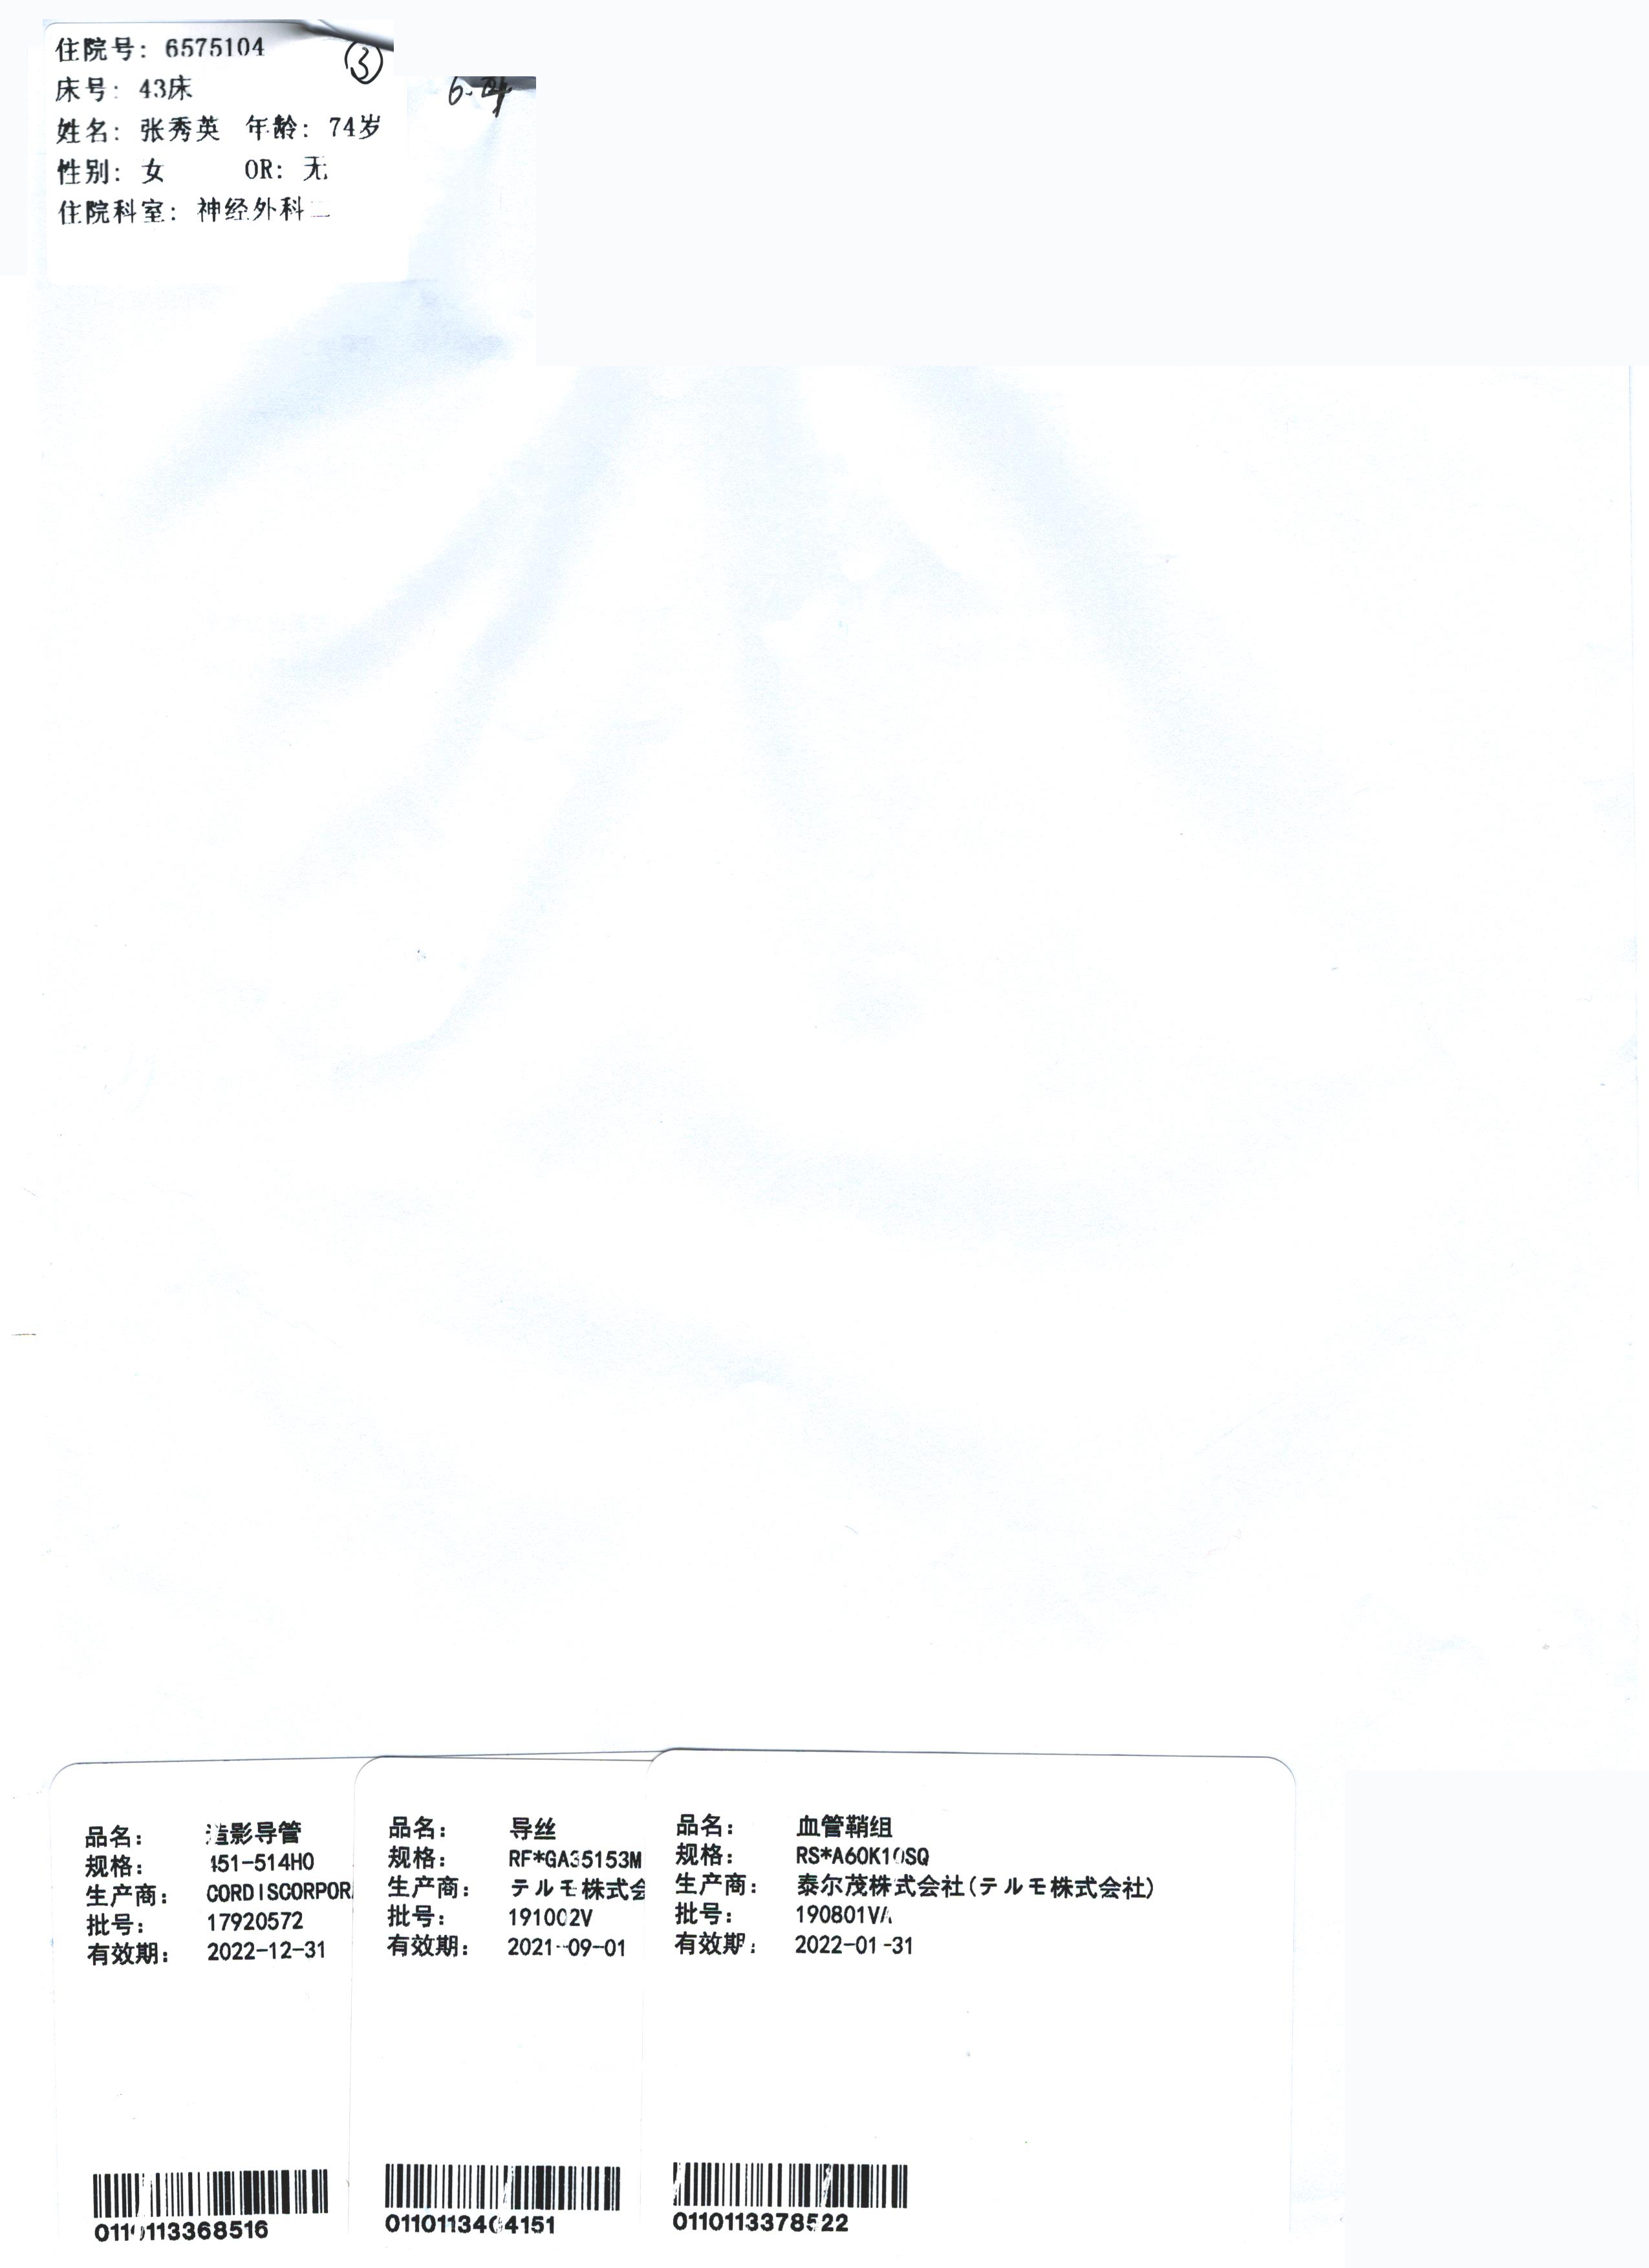 住院号: 6575104
③
床号: 43床
姓名: 张秀英 年龄: 74岁
性别: 女 OR: 无
住院科室: 神经外科二
品名: 造影导管
规格: 451-514H0
生产商: CORDISCORPOR
批号: 17920572
有效期: 2022-12-31
0110113368516
品名: 导丝
规格: RF*GA35153M
生产商: テルモ株式会
批号: 191002V
有效期: 2021-09-01
0110113404151
品名: 血管鞘组
规格: RS*A60K10SQ
生产商: 泰尔茂株式会社(テルモ株式会社)
批号: 190801VA
有效期: 2022-01-31
0110113378522